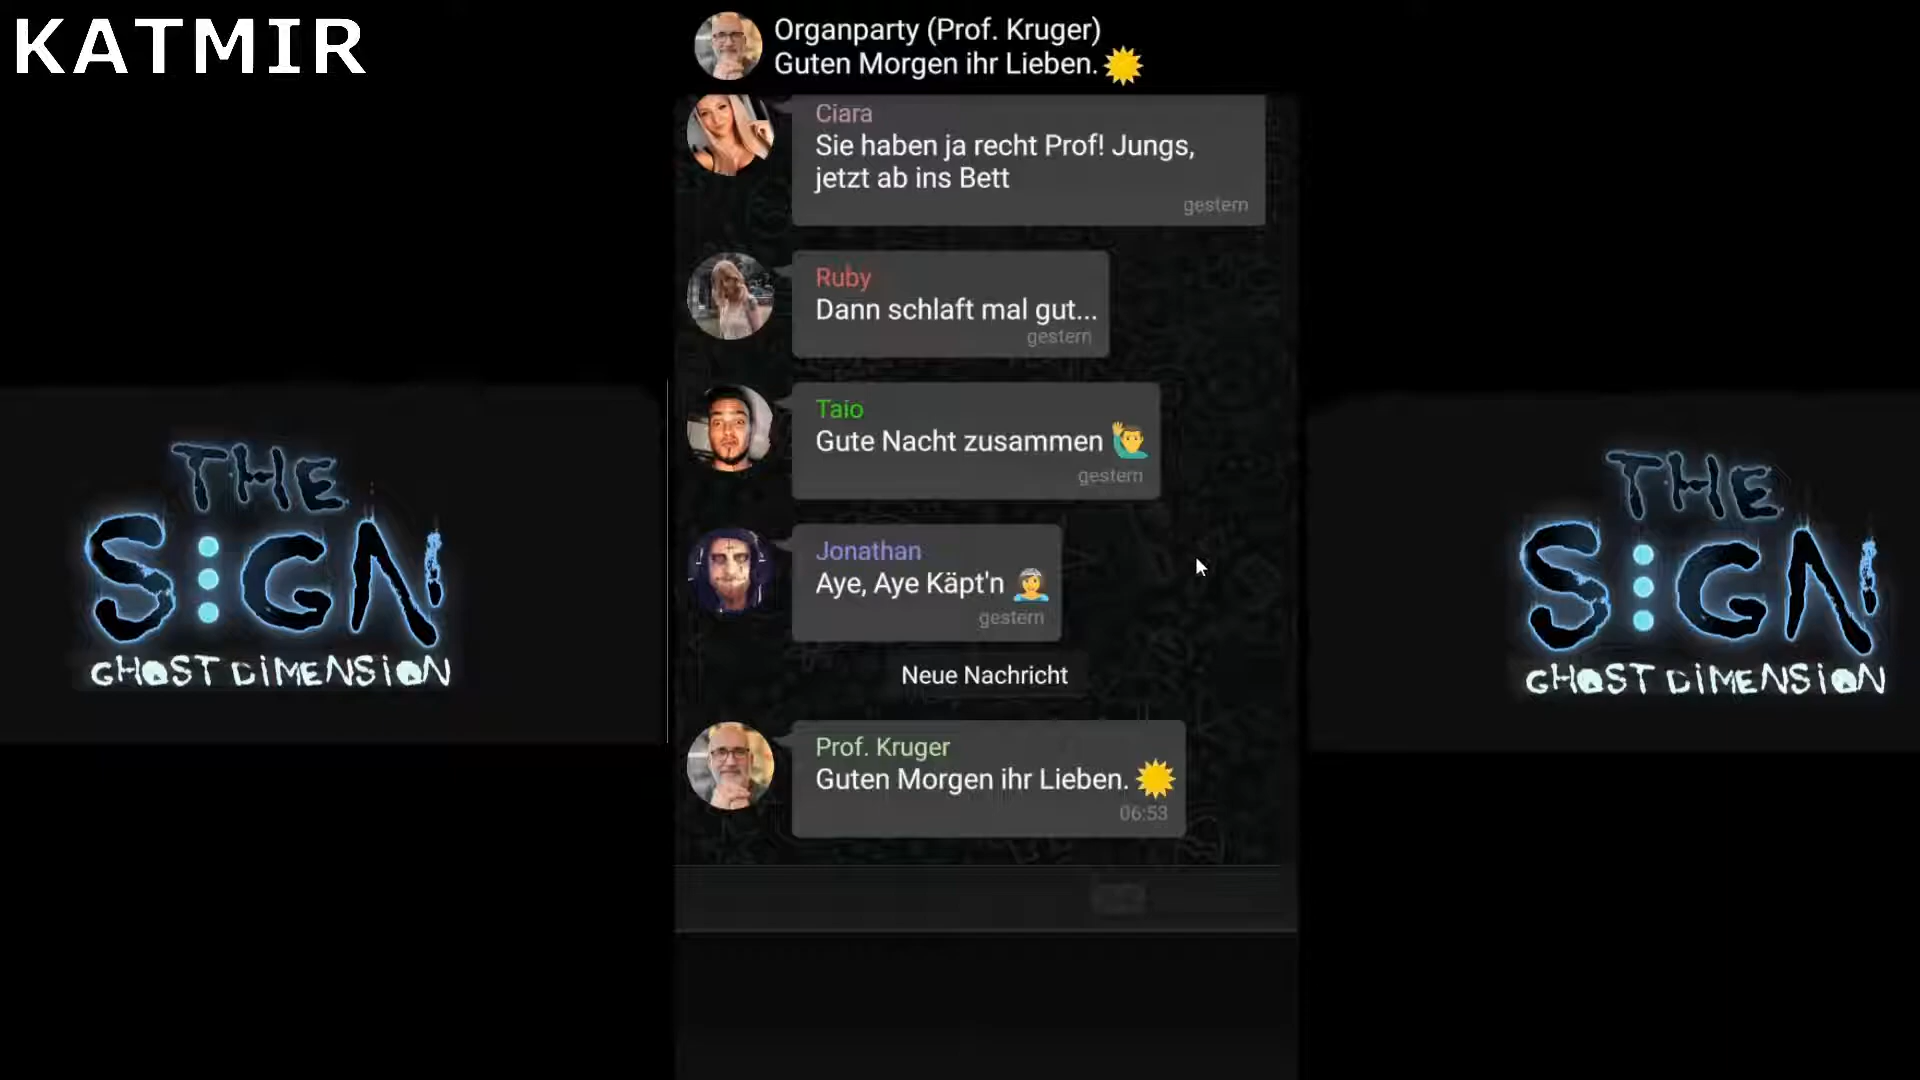 KATMIR
Organparty (Prof. Kruger)
Guten Morgen ihr Lieben.
Ciara
Sie haben ja recht Prof! Jungs,
jetzt ab ins Bett
gestern
Ruby
Dann schlaft mal gut...
gestern
Taio
Gute Nacht zusammen
gestern
Jonathan
Aye, Aye Käpt'n
gestern
Neue Nachricht
Prof. Kruger
Guten Morgen ihr Lieben.
06:53
THE
SIGN
GHOST DIMENSION
THE
SIGN
GHOST DIMENSION